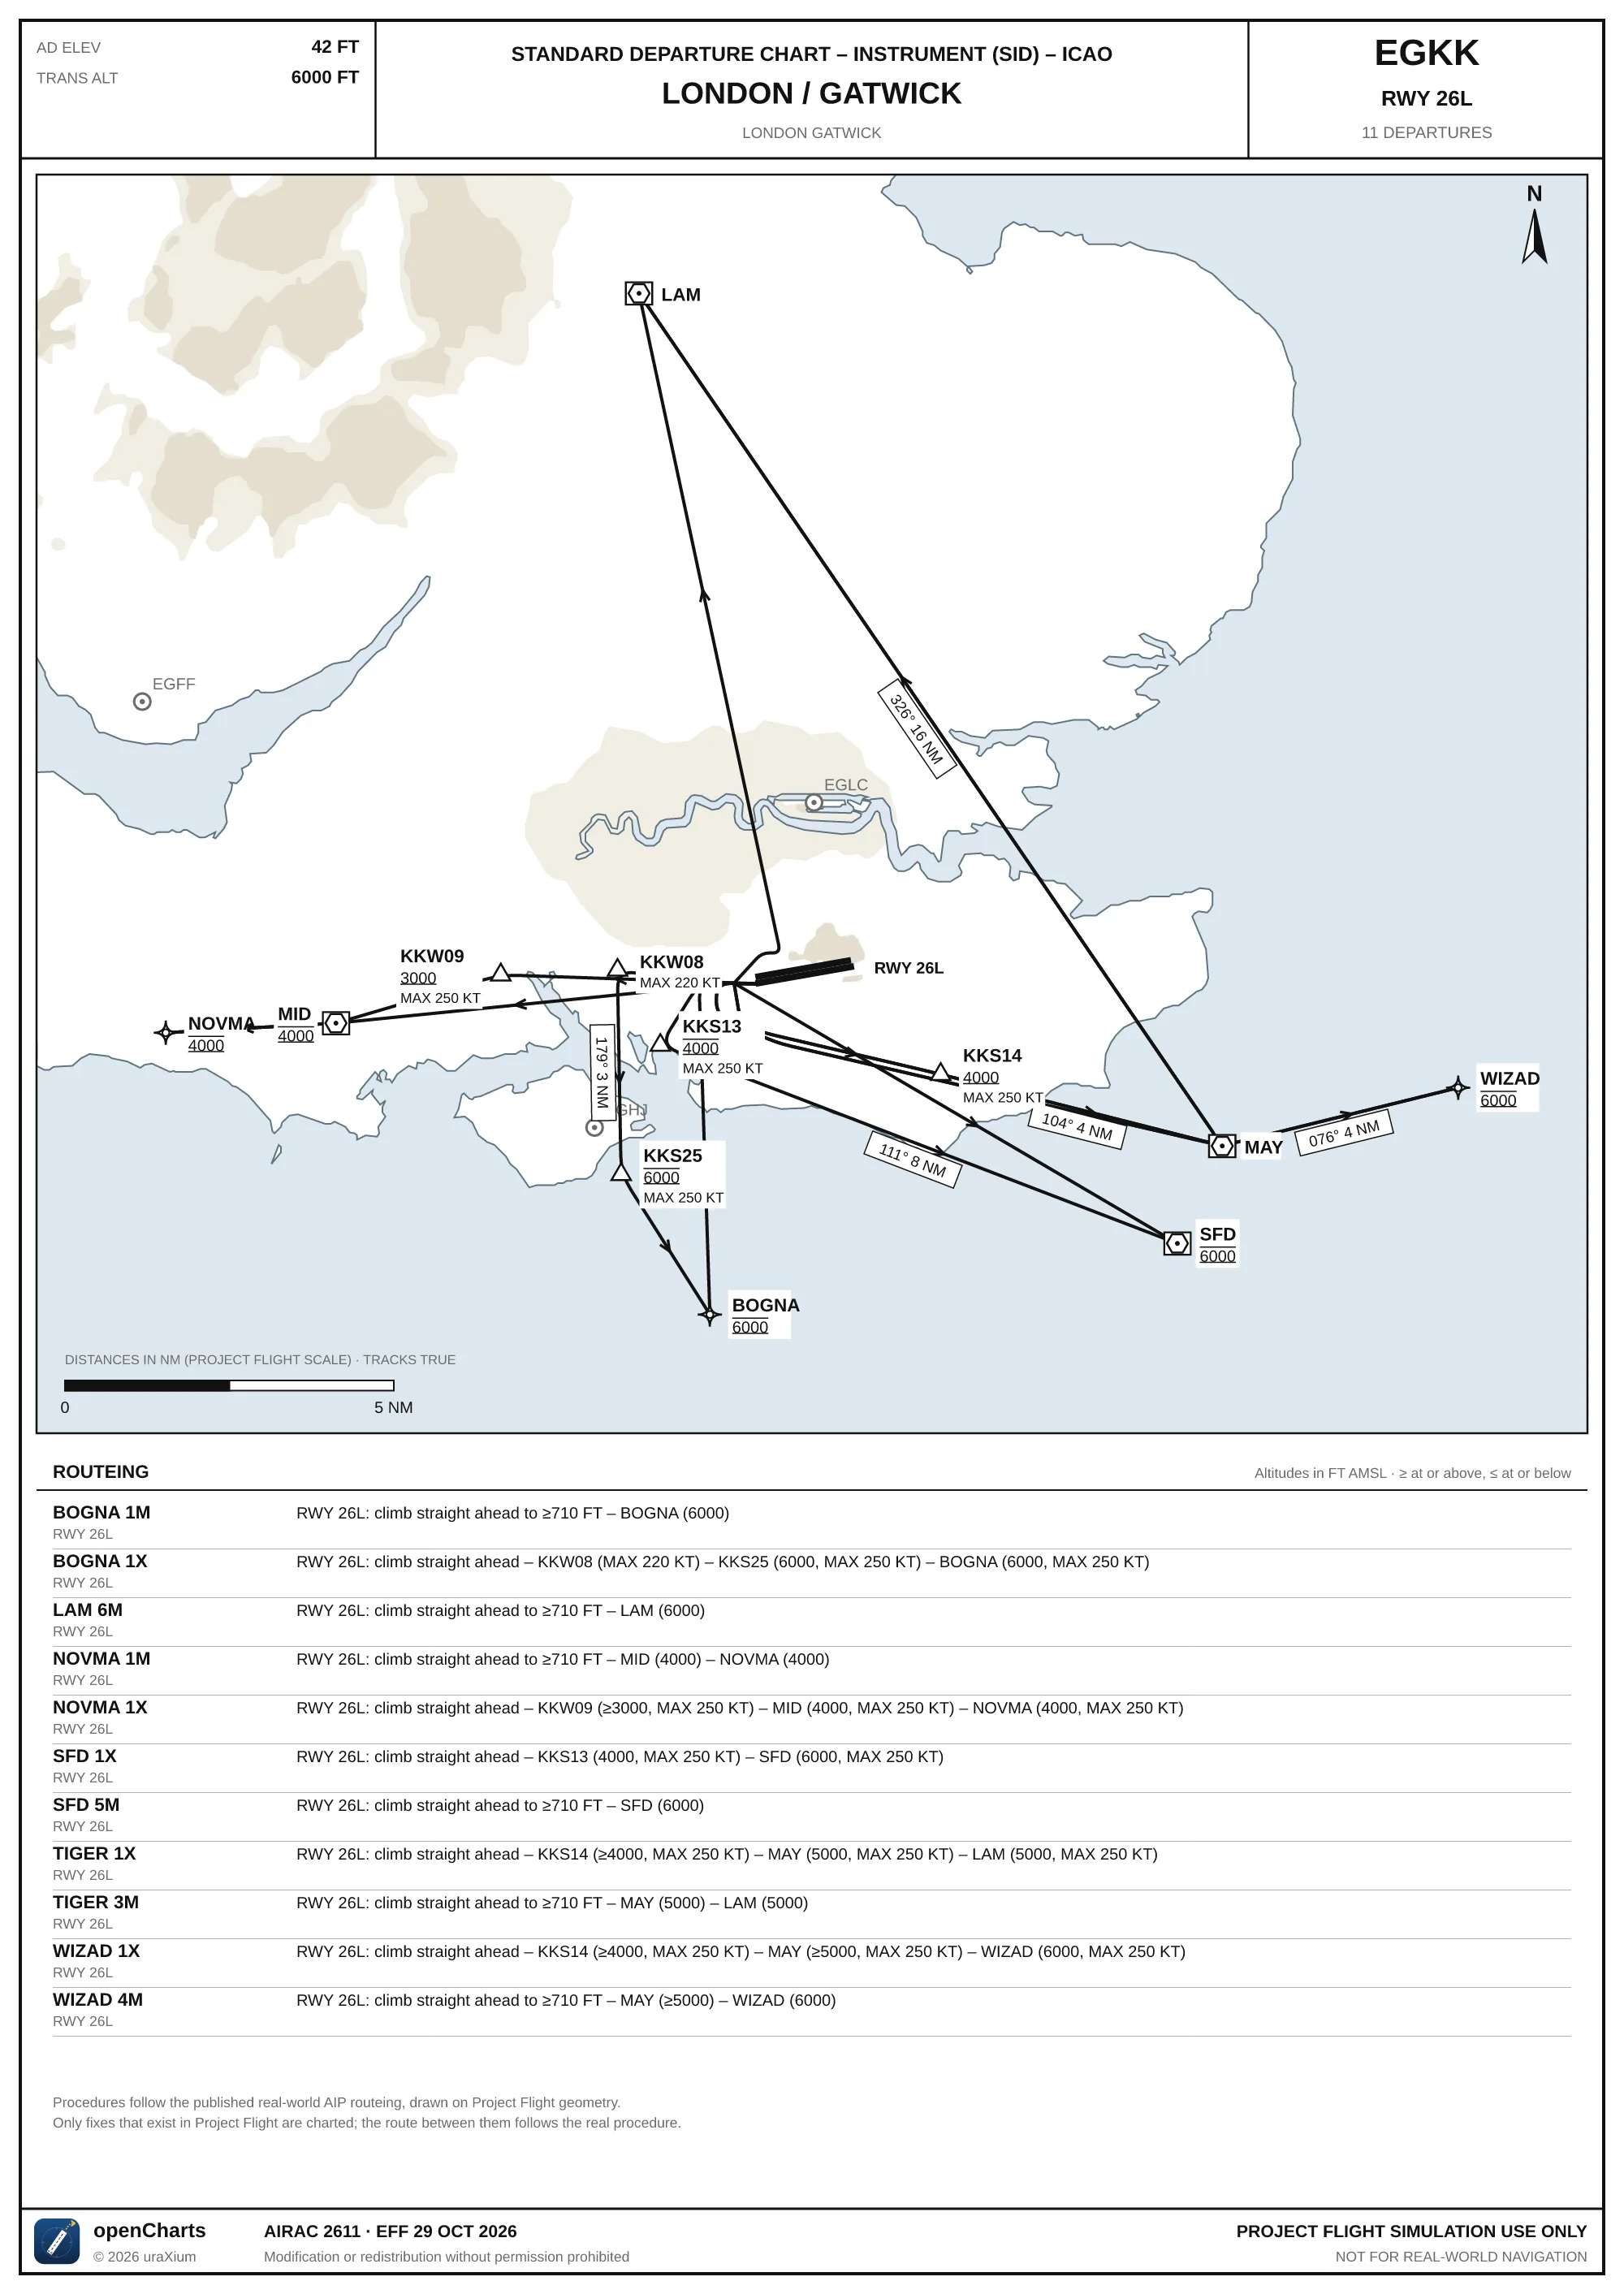 AD ELEV 42 FT
TRANS ALT 6000 FT
STANDARD DEPARTURE CHART – INSTRUMENT (SID) – ICAO
LONDON / GATWICK
LONDON GATWICK
EGKK
RWY 26L
11 DEPARTURES
N
LAM
326° 16 NM
EGFF
EGLC
KKW09
3000
MAX 250 KT
KKW08
MAX 220 KT
RWY 26L
NOVMA
4000
MID
4000
KKS13
4000
MAX 250 KT
KKS14
4000
MAX 250 KT
179° 3 NM
GHJ
WIZAD
6000
104° 4 NM
076° 4 NM
MAY
111° 8 NM
KKS25
6000
MAX 250 KT
SFD
6000
BOGNA
6000
DISTANCES IN NM (PROJECT FLIGHT SCALE) · TRACKS TRUE
0 5 NM
ROUTEING
Altitudes in FT AMSL · ≥ at or above, ≤ at or below
BOGNA 1M RWY 26L: climb straight ahead to ≥710 FT – BOGNA (6000)
RWY 26L
BOGNA 1X RWY 26L: climb straight ahead – KKW08 (MAX 220 KT) – KKS25 (6000, MAX 250 KT) – BOGNA (6000, MAX 250 KT)
RWY 26L
LAM 6M RWY 26L: climb straight ahead to ≥710 FT – LAM (6000)
RWY 26L
NOVMA 1M RWY 26L: climb straight ahead to ≥710 FT – MID (4000) – NOVMA (4000)
RWY 26L
NOVMA 1X RWY 26L: climb straight ahead – KKW09 (≥3000, MAX 250 KT) – MID (4000, MAX 250 KT) – NOVMA (4000, MAX 250 KT)
RWY 26L
SFD 1X RWY 26L: climb straight ahead – KKS13 (4000, MAX 250 KT) – SFD (6000, MAX 250 KT)
RWY 26L
SFD 5M RWY 26L: climb straight ahead to ≥710 FT – SFD (6000)
RWY 26L
TIGER 1X RWY 26L: climb straight ahead – KKS14 (≥4000, MAX 250 KT) – MAY (5000, MAX 250 KT) – LAM (5000, MAX 250 KT)
RWY 26L
TIGER 3M RWY 26L: climb straight ahead to ≥710 FT – MAY (5000) – LAM (5000)
RWY 26L
WIZAD 1X RWY 26L: climb straight ahead – KKS14 (≥4000, MAX 250 KT) – MAY (≥5000, MAX 250 KT) – WIZAD (6000, MAX 250 KT)
RWY 26L
WIZAD 4M RWY 26L: climb straight ahead to ≥710 FT – MAY (≥5000) – WIZAD (6000)
RWY 26L
Procedures follow the published real-world AIP routeing, drawn on Project Flight geometry.
Only fixes that exist in Project Flight are charted; the route between them follows the real procedure.
openCharts
© 2026 uraXium
AIRAC 2611 · EFF 29 OCT 2026
Modification or redistribution without permission prohibited
PROJECT FLIGHT SIMULATION USE ONLY
NOT FOR REAL-WORLD NAVIGATION